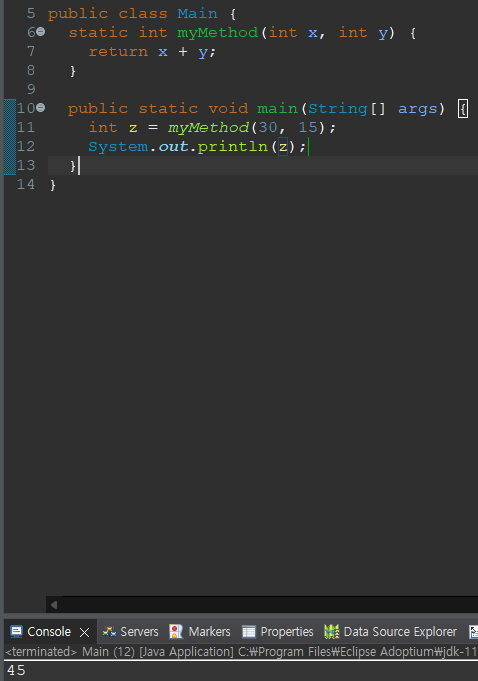 5 public class Main {
6 static int myMethod(int x, int y) {
7 return x + y;
8 }
9
10 public static void main(String[] args) {
11 int z = myMethod(30, 15);
12 System.out.println(z);
13 }
14 }
Console Servers Markers Properties Data Source Explorer
<terminated> Main (12) [Java Application] C:₩Program Files₩Eclipse Adoptium₩jdk-11
45